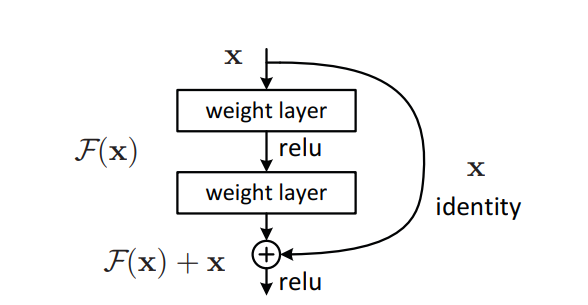 x
weight layer
relu
F(x)
x
weight layer
identity
F(x) + x
+
relu